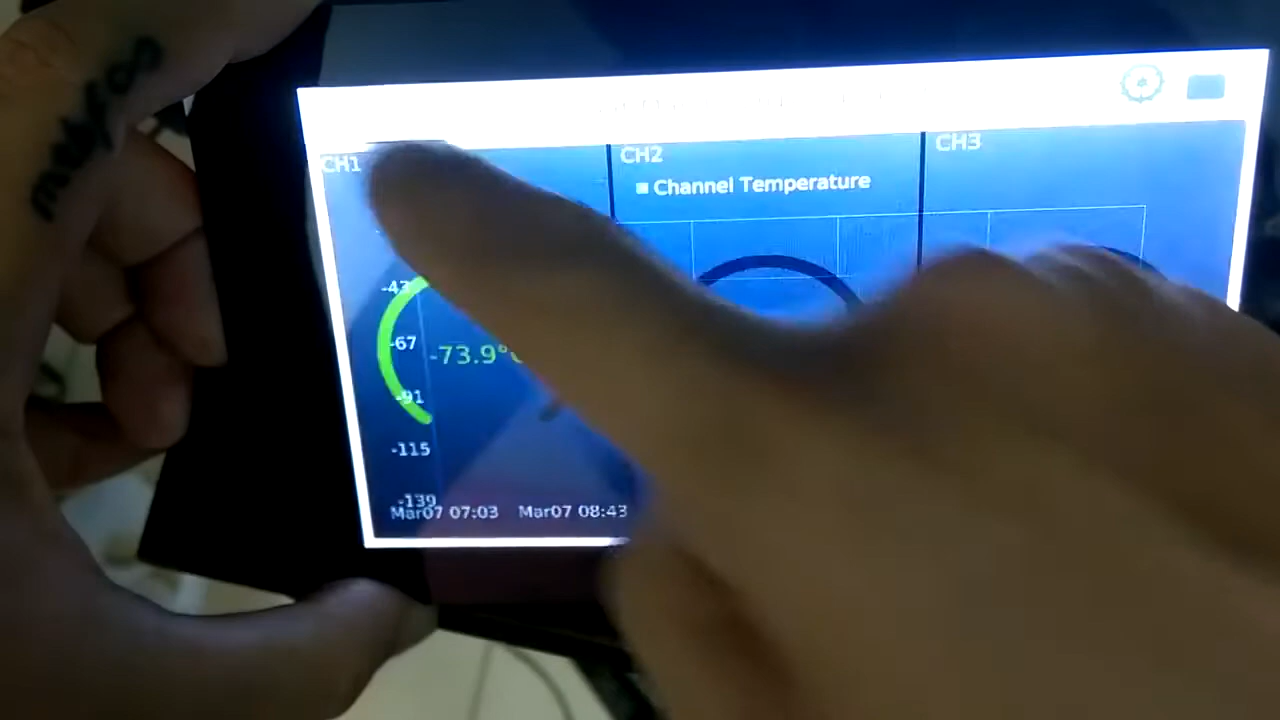 CH1
CH2
CH3
Channel Temperature
-43
-67
-73.9°
-91
-115
-139
Mar07 07:03 Mar07 08:43